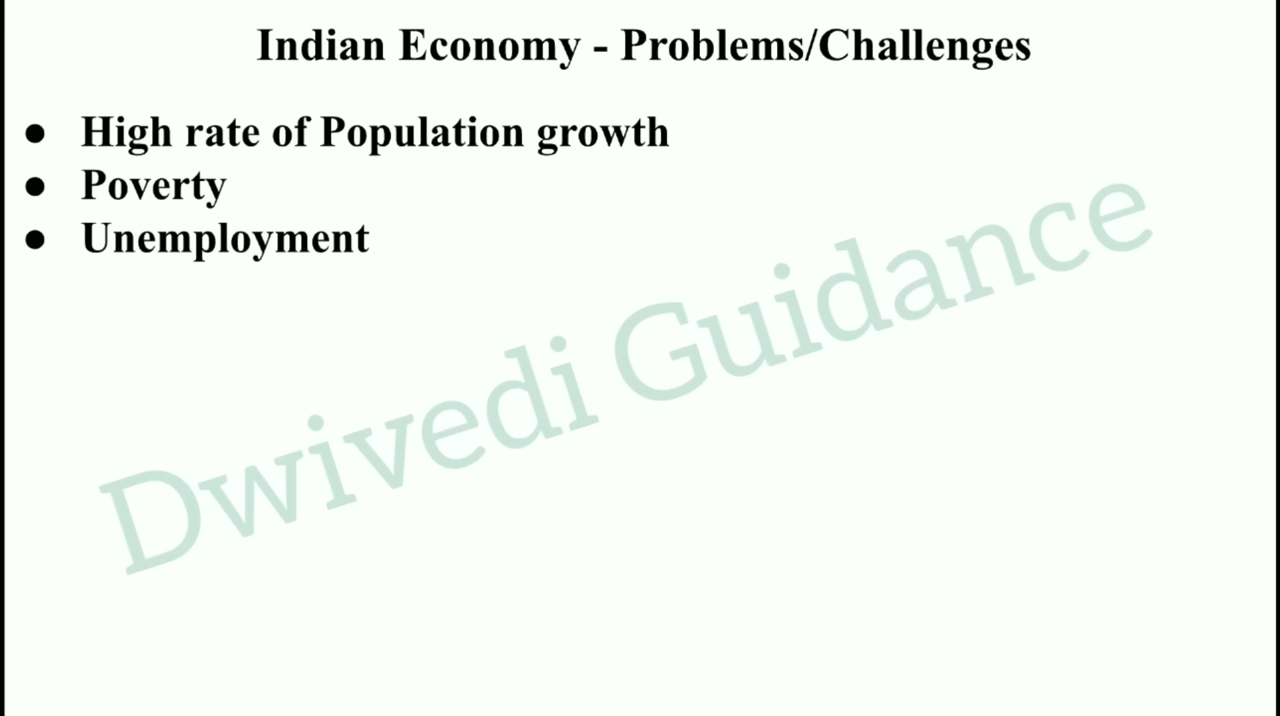 Indian Economy - Problems/Challenges
● High rate of Population growth
● Poverty
● Unemployment
Dwivedi Guidance